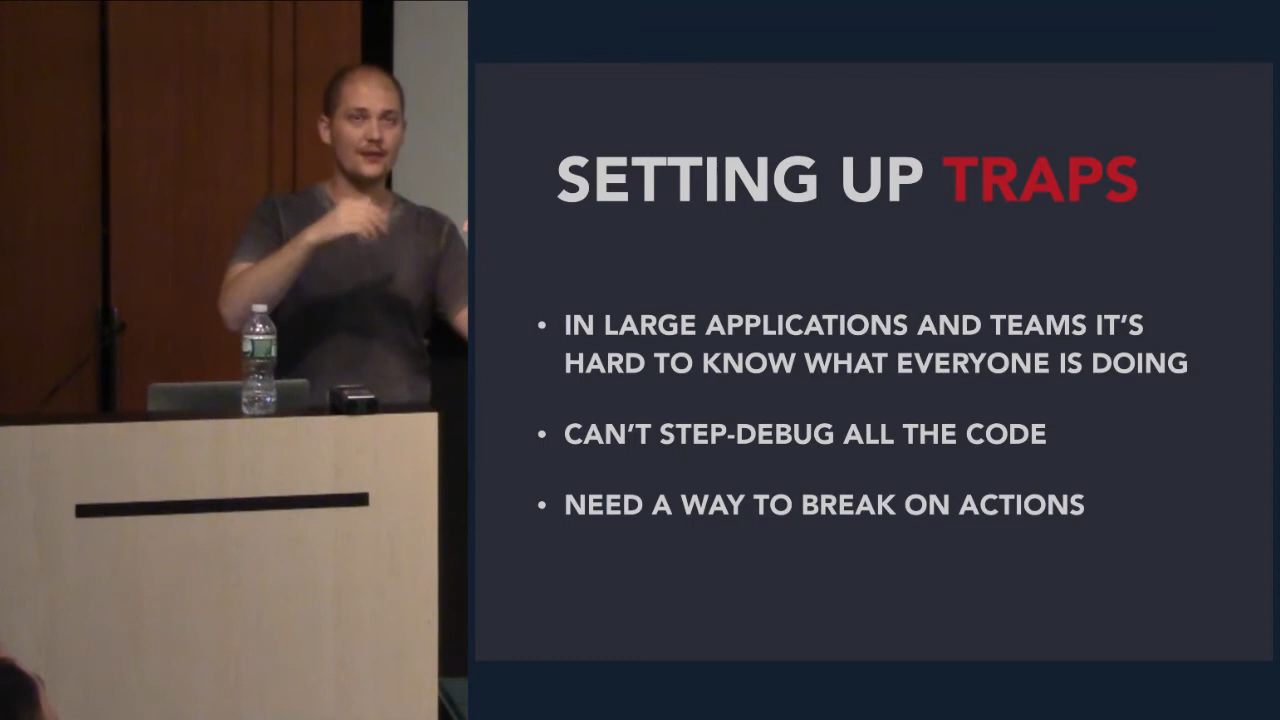 SETTING UP TRAPS
• IN LARGE APPLICATIONS AND TEAMS IT'S
HARD TO KNOW WHAT EVERYONE IS DOING
• CAN'T STEP-DEBUG ALL THE CODE
• NEED A WAY TO BREAK ON ACTIONS